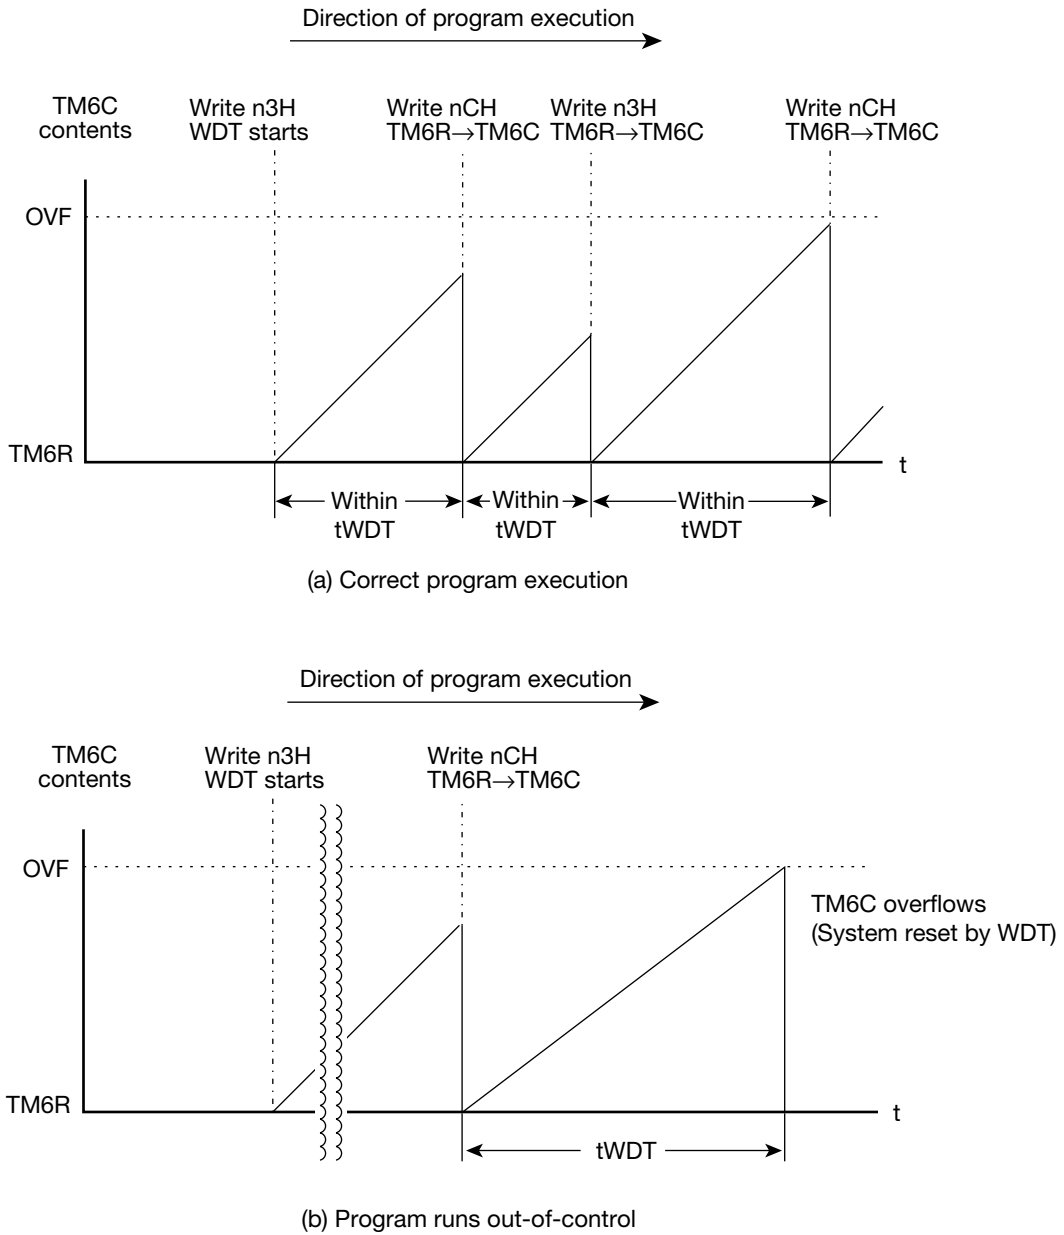 Direction of program execution
TM6C contents
Write n3H
WDT starts
Write nCH
TM6R→TM6C
Write n3H
TM6R→TM6C
Write nCH
TM6R→TM6C
OVF
TM6R
t
Within tWDT
Within tWDT
Within tWDT
(a) Correct program execution
Direction of program execution
TM6C contents
Write n3H
WDT starts
Write nCH
TM6R→TM6C
OVF
TM6C overflows
(System reset by WDT)
TM6R
t
tWDT
(b) Program runs out-of-control